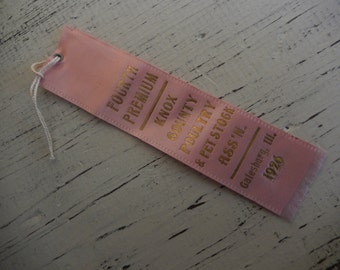 FOURTH
PREMIUM
KNOX
COUNTY
POULTRY
& PET STOCK
ASS'N.
Galesburg, Ill.
1926